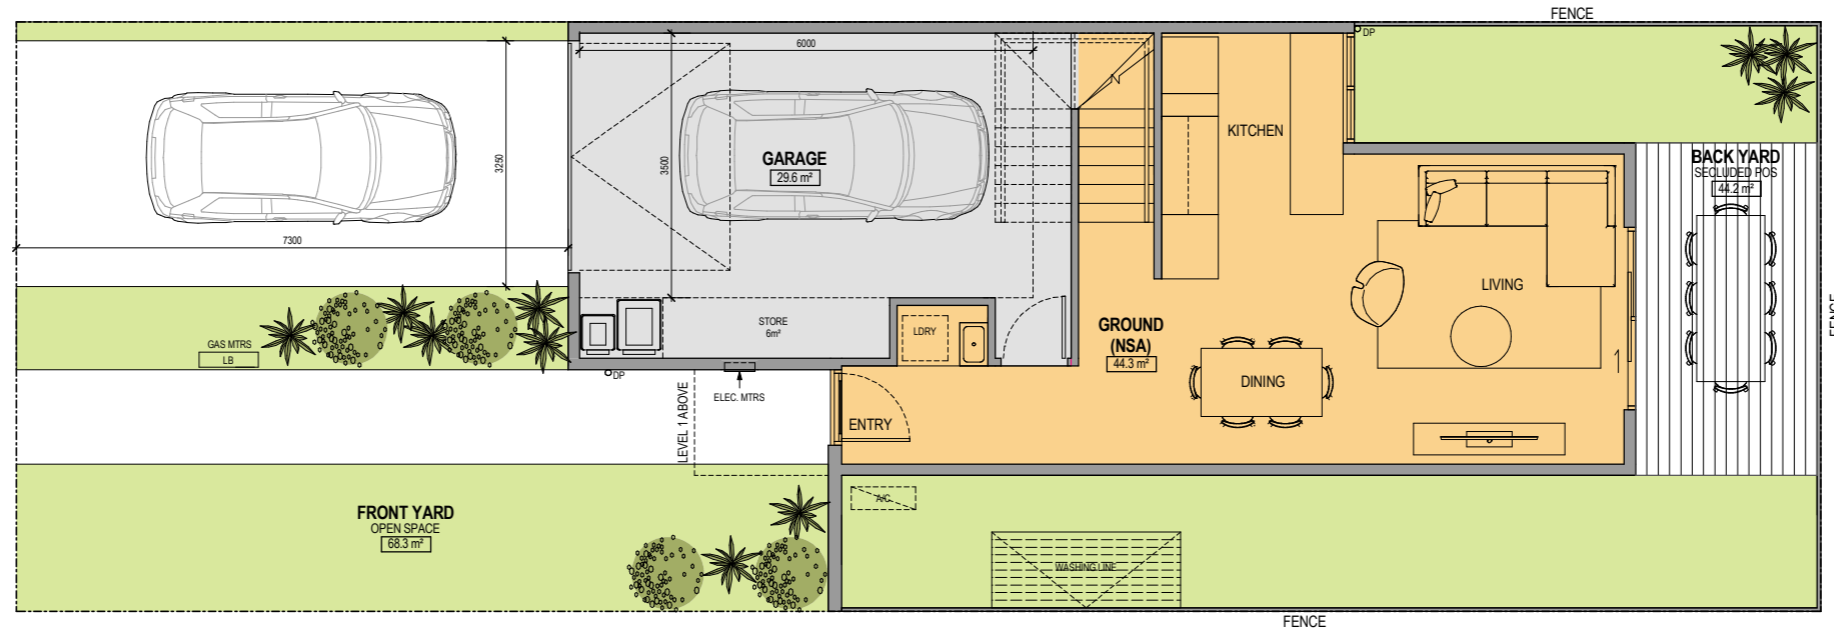 FENCE
DP
6000
KITCHEN
GARAGE
29.6 m²
3250
3500
BACK YARD
SECLUDED POS
44.2 m²
7300
LIVING
STORE
6m²
LDRY
GROUND
(NSA)
44.3 m²
FENCE
GAS MTRS
LB
DP
ELEC. MTRS
DINING
LEVEL 1 ABOVE
ENTRY
A/C
FRONT YARD
OPEN SPACE
68.3 m²
WASHING LINE
FENCE